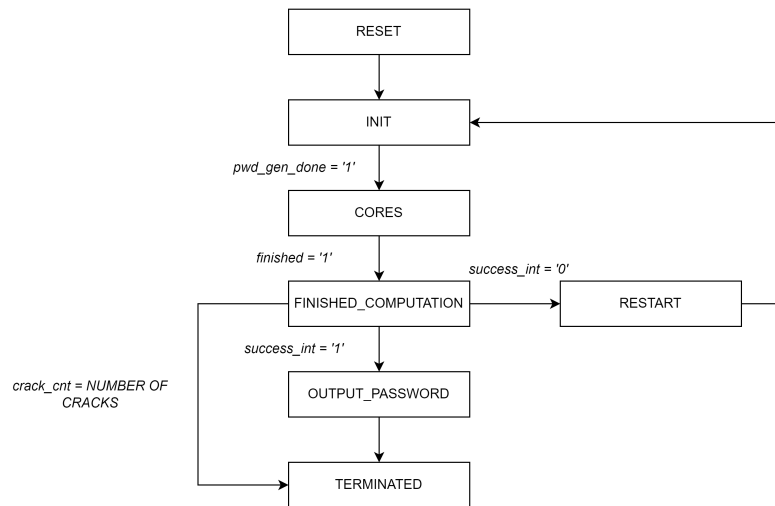 RESET
INIT
pwd_gen_done = '1'
CORES
finished = '1'
success_int = '0'
FINISHED_COMPUTATION
RESTART
success_int = '1'
crack_cnt = NUMBER OF
CRACKS
OUTPUT_PASSWORD
TERMINATED